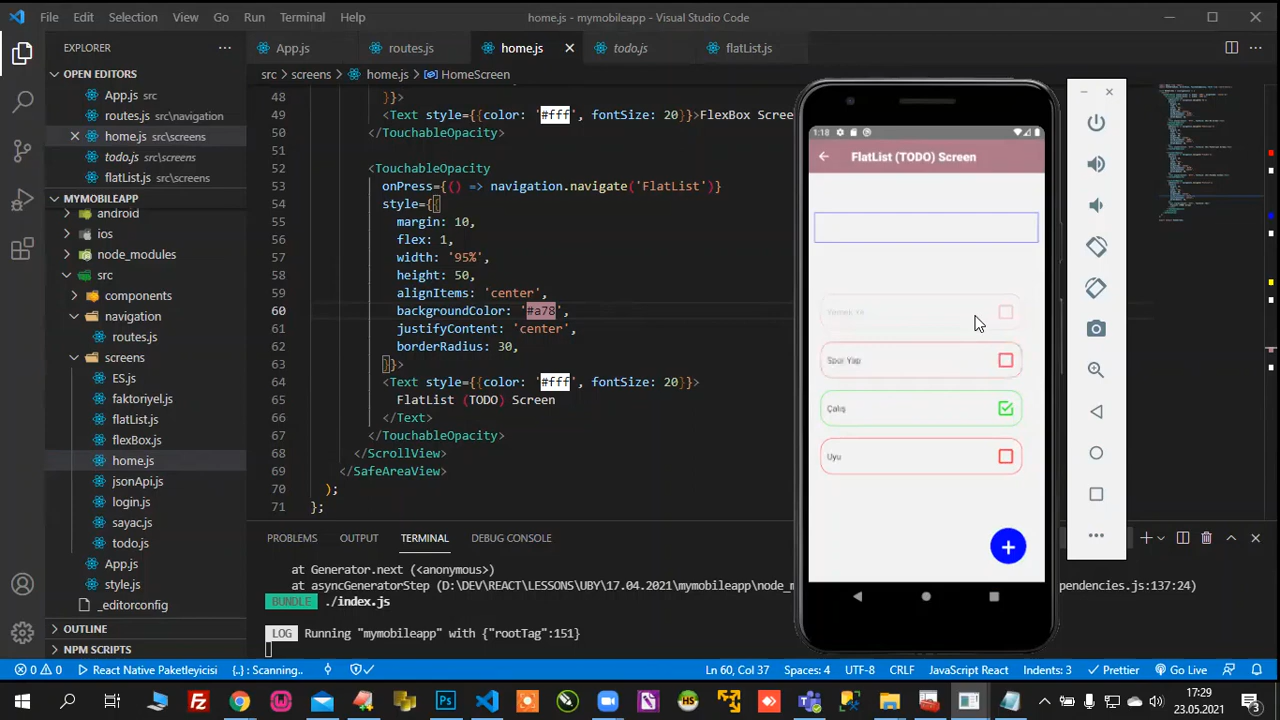 File Edit Selection View Go Run Terminal Help
home.js - mymobileapp - Visual Studio Code
EXPLORER
OPEN EDITORS
App.js src
routes.js src\navigation
home.js src\screens
todo.js src\screens
flatList.js src\screens
MYMOBILEAPP
android
ios
node_modules
src
components
navigation
routes.js
screens
ES.js
faktoriyel.js
flatList.js
flexBox.js
home.js
jsonApi.js
login.js
sayac.js
todo.js
App.js
style.js
_editorconfig
OUTLINE
NPM SCRIPTS
App.js routes.js home.js todo.js flatList.js
src > screens > home.js > HomeScreen
48 }}>
49 <Text style={{color: '#fff', fontSize: 20}}>FlexBox Scree
50 </TouchableOpacity>
51
52 <TouchableOpacity
53 onPress={() => navigation.navigate('FlatList')}
54 style={{
55 margin: 10,
56 flex: 1,
57 width: '95%',
58 height: 50,
59 alignItems: 'center',
60 backgroundColor: '#a78',
61 justifyContent: 'center',
62 borderRadius: 30,
63 }}>
64 <Text style={{color: '#fff', fontSize: 20}}>
65 FlatList (TODO) Screen
66 </Text>
67 </TouchableOpacity>
68 </ScrollView>
69 </SafeAreaView>
70 );
71 };
PROBLEMS OUTPUT TERMINAL DEBUG CONSOLE
at Generator.next (<anonymous>)
at asyncGeneratorStep (D:\DEV\REACT\LESSONS\UBY\17.04.2021\mymobileapp\node_m
ependencies.js:137:24)
BUNDLE ./index.js
LOG Running "mymobileapp" with {"rootTag":151}
1:18
FlatList (TODO) Screen
Yemek Ye
Spor Yap
Çalış
Uyu
+
0 0 React Native Paketleyicisi {..} : Scanning..
Ln 60, Col 37 Spaces: 4 UTF-8 CRLF JavaScript React Indents: 3 Prettier Go Live
17:29
23.05.2021
3